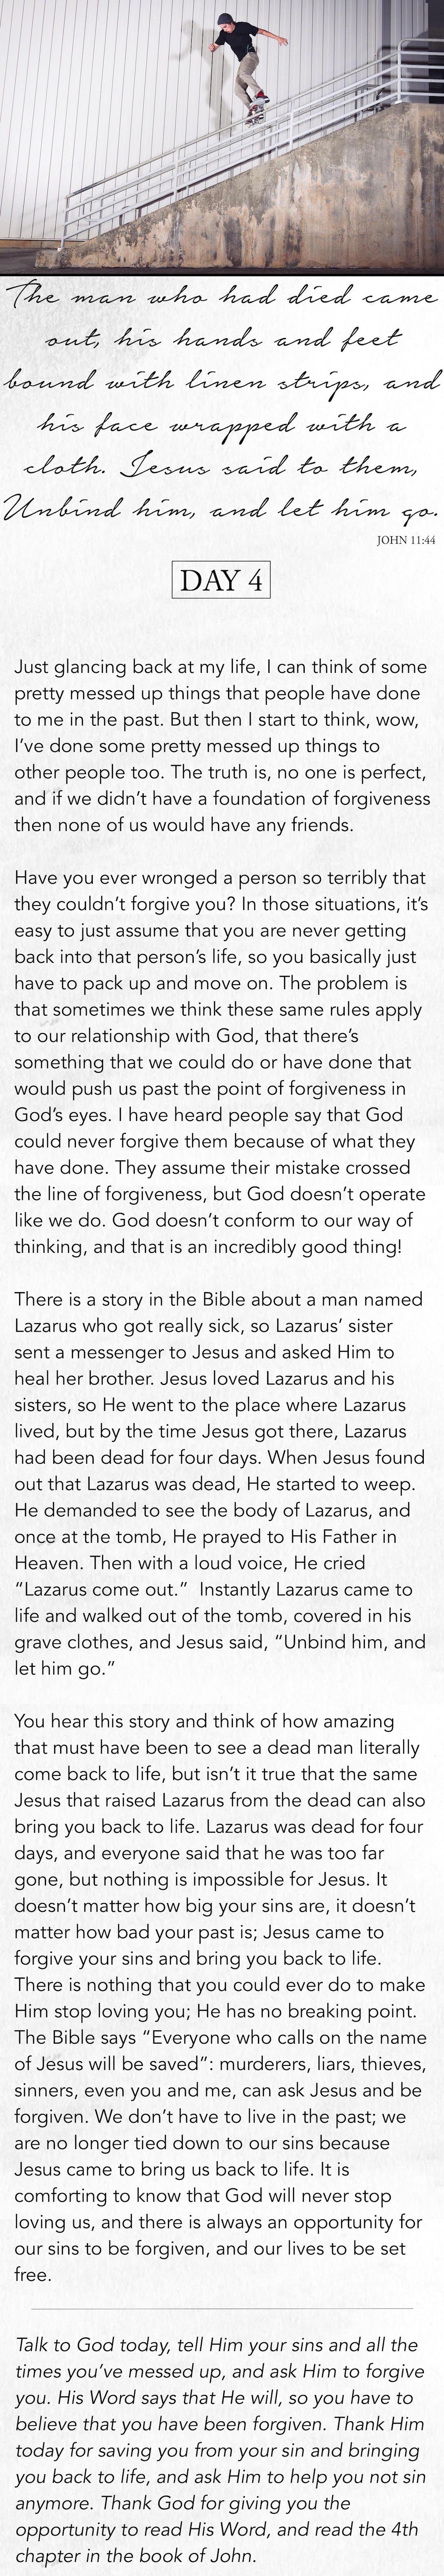 The man who had died came
out, his hands and feet
bound with linen strips, and
his face wrapped with a
cloth. Jesus said to them,
Unbind him, and let him go.
JOHN 11:44
DAY 4
Just glancing back at my life, I can think of some
pretty messed up things that people have done
to me in the past. But then I start to think, wow,
I've done some pretty messed up things to
other people too. The truth is, no one is perfect,
and if we didn't have a foundation of forgiveness
then none of us would have any friends.
Have you ever wronged a person so terribly that
they couldn't forgive you? In those situations, it's
easy to just assume that you are never getting
back into that person's life, so you basically just
have to pack up and move on. The problem is
that sometimes we think these same rules apply
to our relationship with God, that there's
something that we could do or have done that
would push us past the point of forgiveness in
God's eyes. I have heard people say that God
could never forgive them because of what they
have done. They assume their mistake crossed
the line of forgiveness, but God doesn't operate
like we do. God doesn't conform to our way of
thinking, and that is an incredibly good thing!
There is a story in the Bible about a man named
Lazarus who got really sick, so Lazarus' sister
sent a messenger to Jesus and asked Him to
heal her brother. Jesus loved Lazarus and his
sisters, so He went to the place where Lazarus
lived, but by the time Jesus got there, Lazarus
had been dead for four days. When Jesus found
out that Lazarus was dead, He started to weep.
He demanded to see the body of Lazarus, and
once at the tomb, He prayed to His Father in
Heaven. Then with a loud voice, He cried
"Lazarus come out."  Instantly Lazarus came to
life and walked out of the tomb, covered in his
grave clothes, and Jesus said, "Unbind him, and
let him go."
You hear this story and think of how amazing
that must have been to see a dead man literally
come back to life, but isn't it true that the same
Jesus that raised Lazarus from the dead can also
bring you back to life. Lazarus was dead for four
days, and everyone said that he was too far
gone, but nothing is impossible for Jesus. It
doesn't matter how big your sins are, it doesn't
matter how bad your past is; Jesus came to
forgive your sins and bring you back to life.
There is nothing that you could ever do to make
Him stop loving you; He has no breaking point.
The Bible says "Everyone who calls on the name
of Jesus will be saved": murderers, liars, thieves,
sinners, even you and me, can ask Jesus and be
forgiven. We don't have to live in the past; we
are no longer tied down to our sins because
Jesus came to bring us back to life. It is
comforting to know that God will never stop
loving us, and there is always an opportunity for
our sins to be forgiven, and our lives to be set
free.
Talk to God today, tell Him your sins and all the
times you've messed up, and ask Him to forgive
you. His Word says that He will, so you have to
believe that you have been forgiven. Thank Him
today for saving you from your sin and bringing
you back to life, and ask Him to help you not sin
anymore. Thank God for giving you the
opportunity to read His Word, and read the 4th
chapter in the book of John.